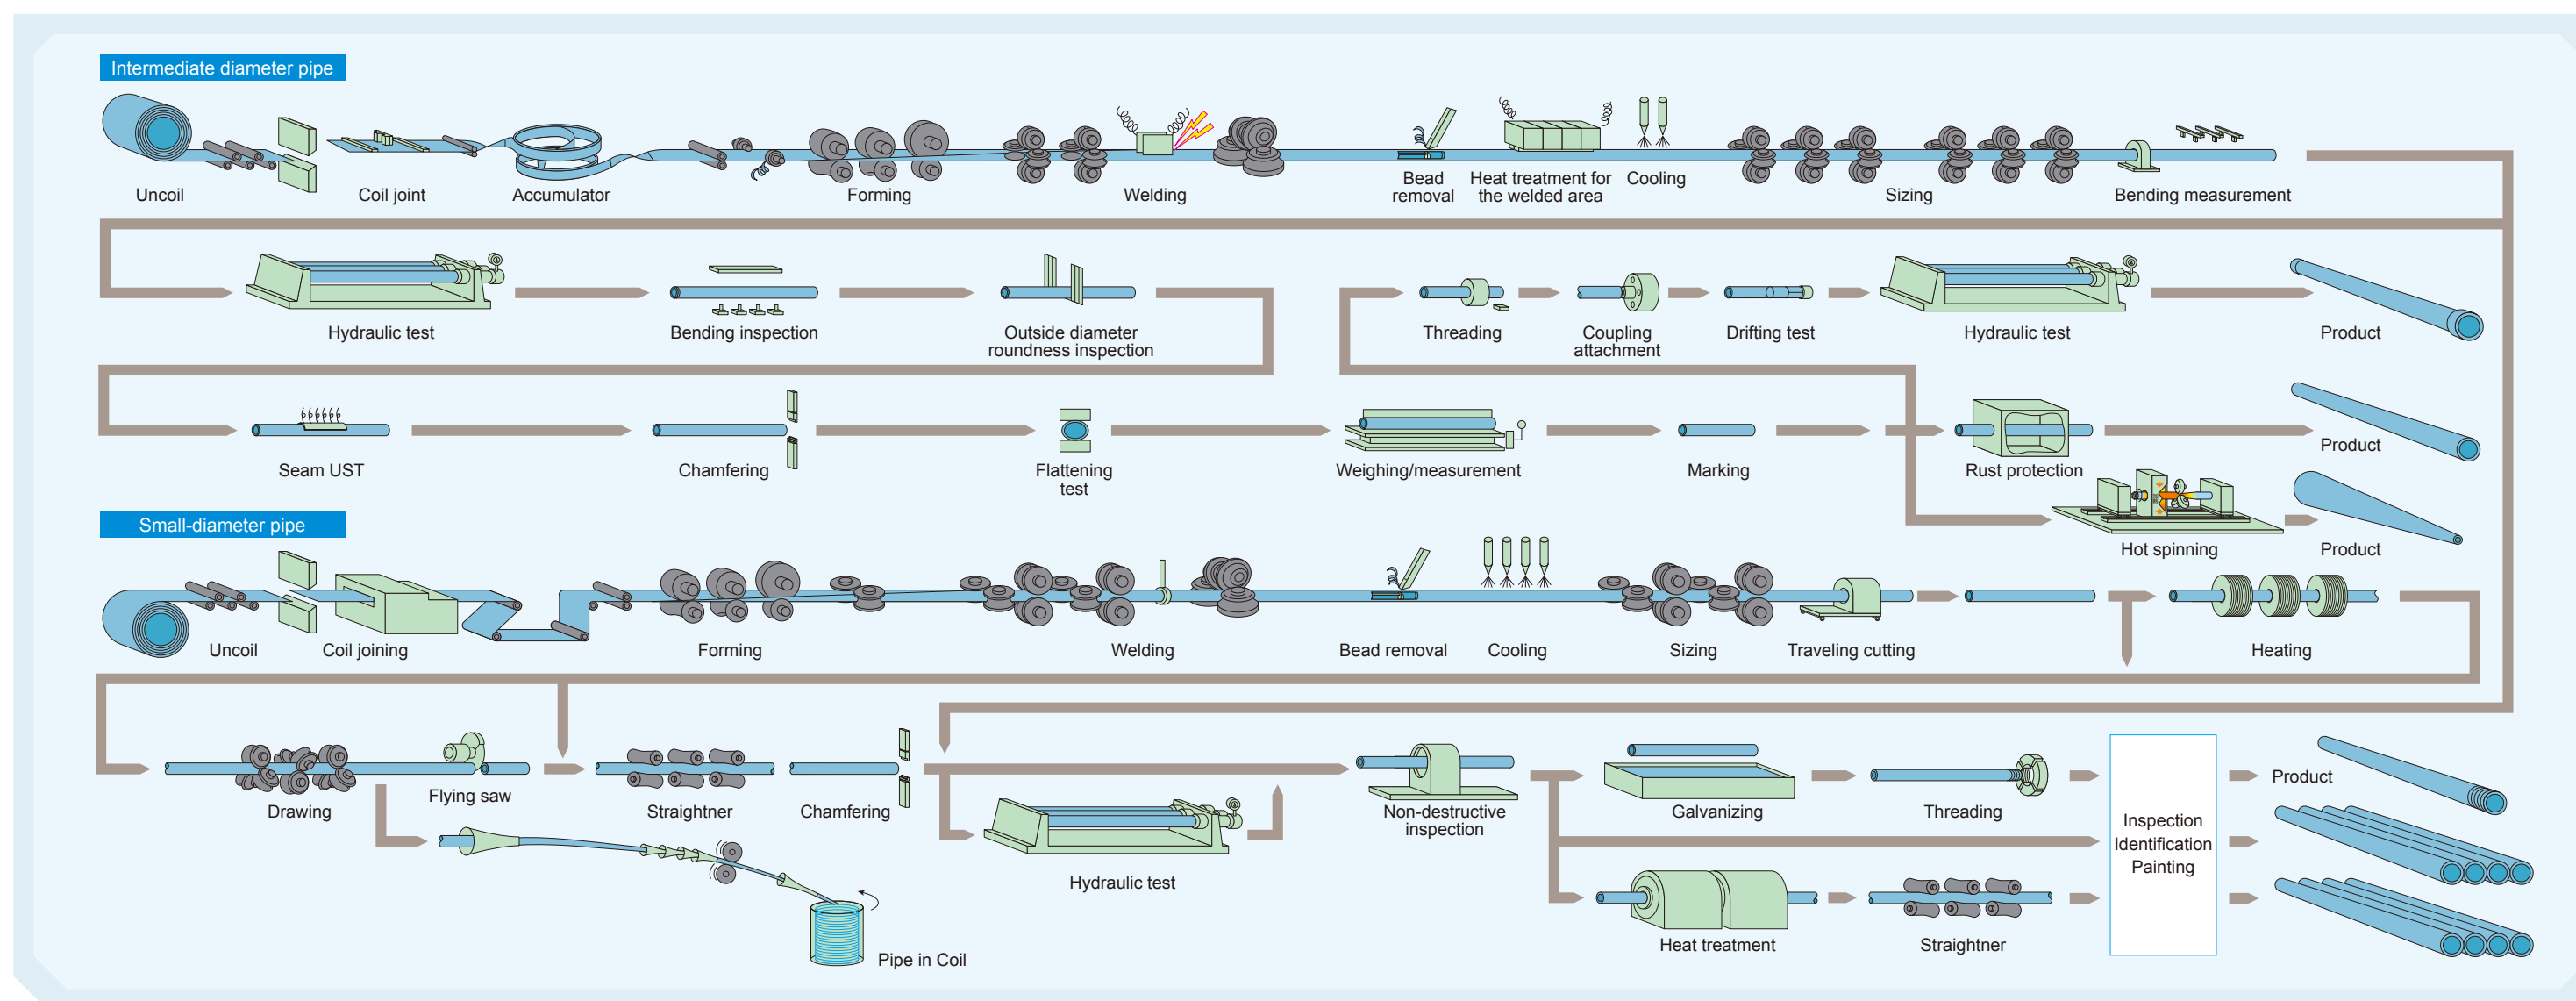 Intermediate diameter pipe
Uncoil
Coil joint
Accumulator
Forming
Welding
Bead
removal
Heat treatment for
the welded area
Cooling
Sizing
Bending measurement
Hydraulic test
Bending inspection
Outside diameter
roundness inspection
Threading
Coupling
attachment
Drifting test
Hydraulic test
Product
Seam UST
Chamfering
Flattening
test
Weighing/measurement
Marking
Rust protection
Product
Hot spinning
Product
Small-diameter pipe
Uncoil
Coil joining
Forming
Welding
Bead removal
Cooling
Sizing
Traveling cutting
Heating
Drawing
Flying saw
Straightner
Chamfering
Hydraulic test
Non-destructive
inspection
Galvanizing
Threading
Inspection
Identification
Painting
Product
Heat treatment
Straightner
Pipe in Coil